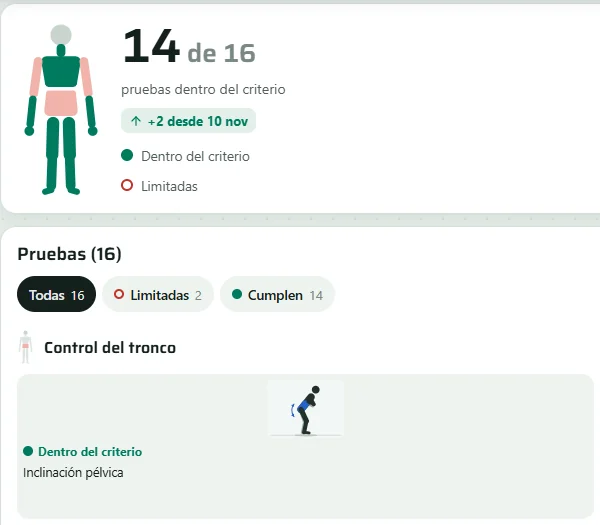 14 de 16
pruebas dentro del criterio
↑ +2 desde 10 nov
Dentro del criterio
Limitadas
Pruebas (16)
Todas 16
Limitadas 2
Cumplen 14
Control del tronco
Dentro del criterio
Inclinación pélvica